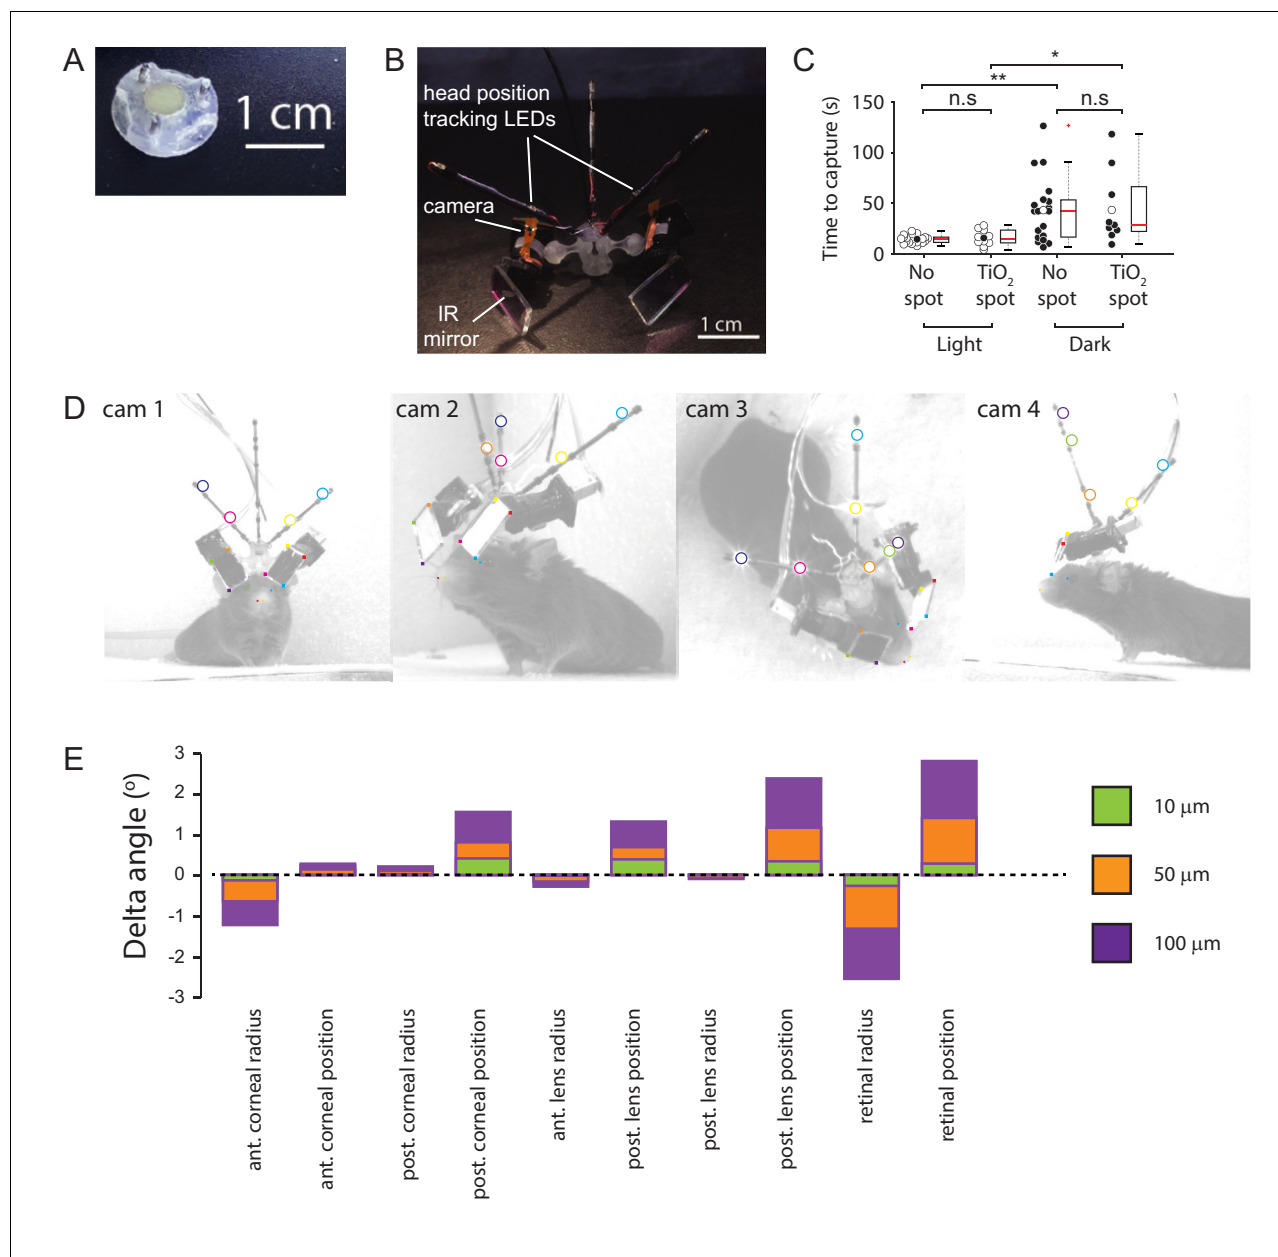 A
1 cm
B
head position
tracking LEDs
camera
IR
mirror
1 cm
C
*
**
n.s
n.s
Time to capture (s)
150
100
50
0
No
spot
TiO2
spot
No
spot
TiO2
spot
Light
Dark
D
cam 1
cam 2
cam 3
cam 4
E
Delta angle (º)
3
2
1
0
-1
-2
-3
ant. corneal radius
ant. corneal position
post. corneal radius
post. corneal position
ant. lens radius
post. lens position
post. lens radius
post. lens position
retinal radius
retinal position
10 µm
50 µm
100 µm